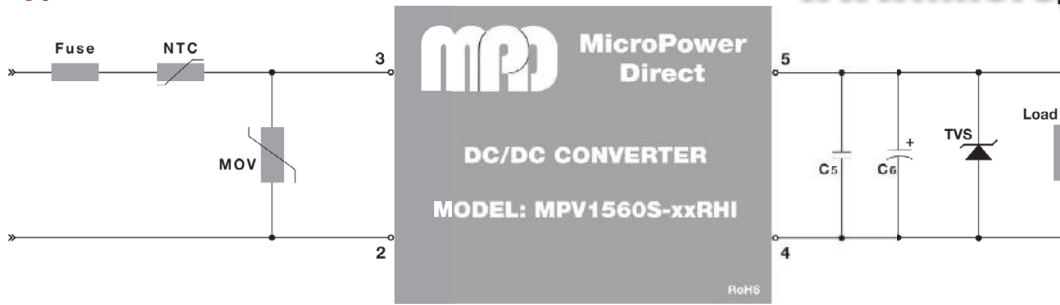 Fuse
NTC
3
MOV
2
MPD
MicroPower
Direct
DC/DC CONVERTER
MODEL: MPV1560S-xxRHI
RoHS
5
C5
+
C6
TVS
Load
4